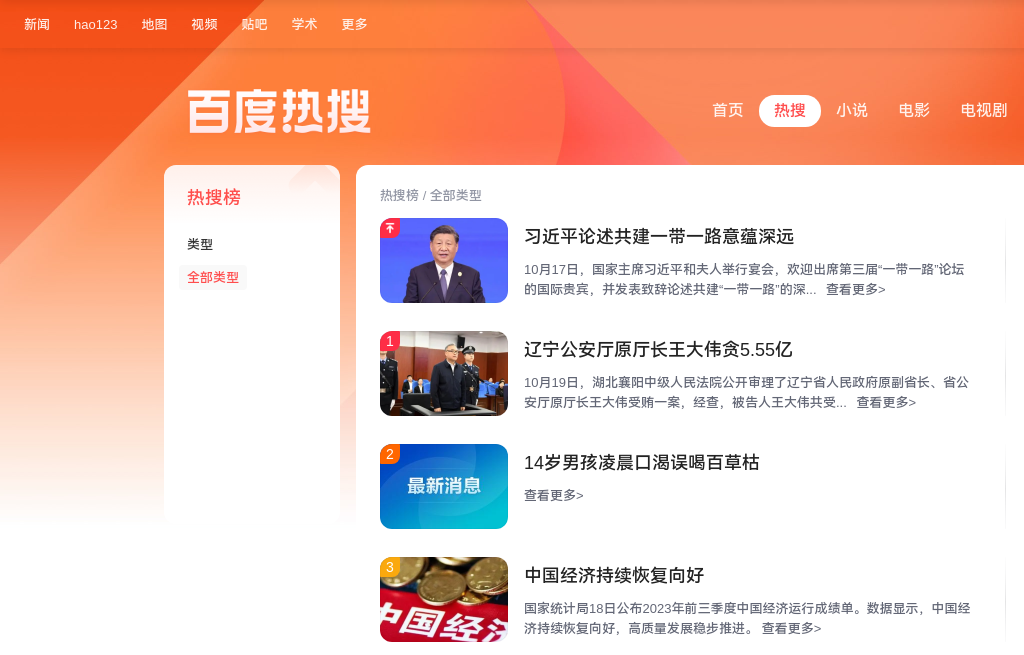 新闻 hao123 地图 视频 贴吧 学术 更多
百度热搜
首页 热搜 小说 电影 电视剧
热搜榜
类型
全部类型
热搜榜 / 全部类型
习近平论述共建一带一路意蕴深远
10月17日，国家主席习近平和夫人举行宴会，欢迎出席第三届“一带一路”论坛
的国际贵宾，并发表致辞论述共建“一带一路”的深... 查看更多>
1
辽宁公安厅原厅长王大伟贪5.55亿
10月19日，湖北襄阳中级人民法院公开审理了辽宁省人民政府原副省长、省公
安厅原厅长王大伟受贿一案，经查，被告人王大伟共受... 查看更多>
2
最新消息
14岁男孩凌晨口渴误喝百草枯
查看更多>
3
中国经济
中国经济持续恢复向好
国家统计局18日公布2023年前三季度中国经济运行成绩单。数据显示，中国经
济持续恢复向好，高质量发展稳步推进。 查看更多>